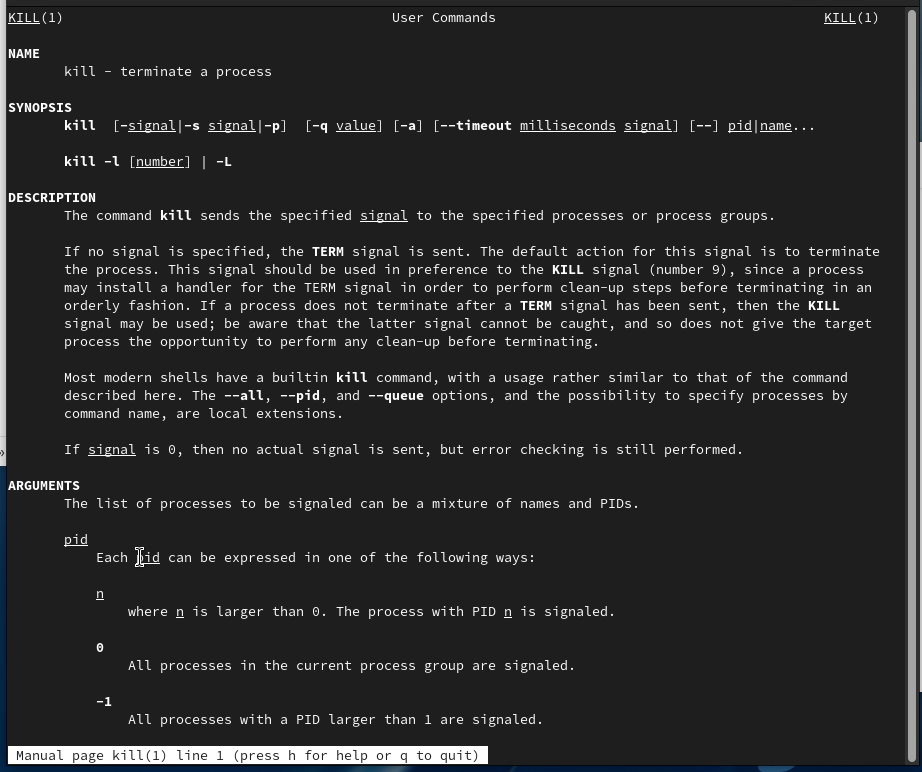 KILL(1) User Commands KILL(1)
NAME
kill - terminate a process
SYNOPSIS
kill [-signal|-s signal|-p] [-q value] [-a] [--timeout milliseconds signal] [--] pid|name...
kill -l [number] | -L
DESCRIPTION
The command kill sends the specified signal to the specified processes or process groups.
If no signal is specified, the TERM signal is sent. The default action for this signal is to terminate
the process. This signal should be used in preference to the KILL signal (number 9), since a process
may install a handler for the TERM signal in order to perform clean-up steps before terminating in an
orderly fashion. If a process does not terminate after a TERM signal has been sent, then the KILL
signal may be used; be aware that the latter signal cannot be caught, and so does not give the target
process the opportunity to perform any clean-up before terminating.
Most modern shells have a builtin kill command, with a usage rather similar to that of the command
described here. The --all, --pid, and --queue options, and the possibility to specify processes by
command name, are local extensions.
If signal is 0, then no actual signal is sent, but error checking is still performed.
ARGUMENTS
The list of processes to be signaled can be a mixture of names and PIDs.
pid
Each pid can be expressed in one of the following ways:
n
where n is larger than 0. The process with PID n is signaled.
0
All processes in the current process group are signaled.
-1
All processes with a PID larger than 1 are signaled.
Manual page kill(1) line 1 (press h for help or q to quit)